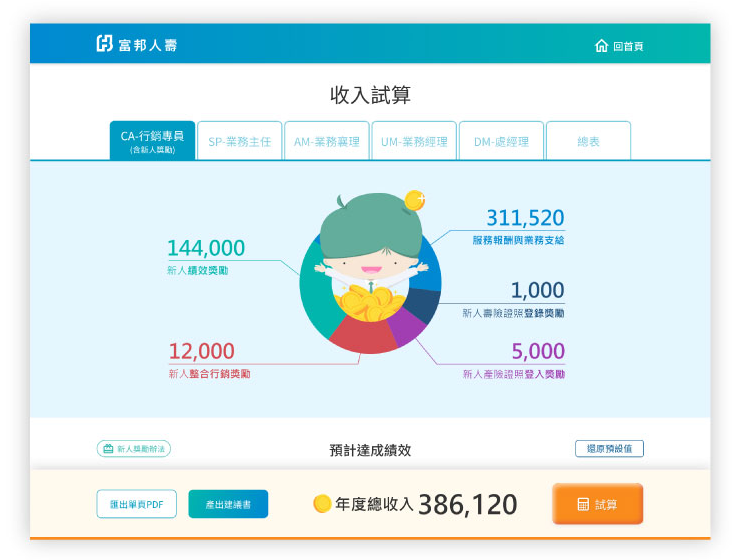 富邦人壽
回首頁
收入試算
CA-行銷專員
(含新人獎勵)
SP-業務主任
AM-業務襄理
UM-業務經理
DM-處經理
總表
144,000
新人績效獎勵
311,520
服務報酬與業務支給
1,000
新人壽險證照登錄獎勵
12,000
新人整合行銷獎勵
5,000
新人產險證照登入獎勵
新人獎勵辦法
預計達成績效
還原預設值
匯出單頁PDF
產出建議書
年度總收入 386,120
試算